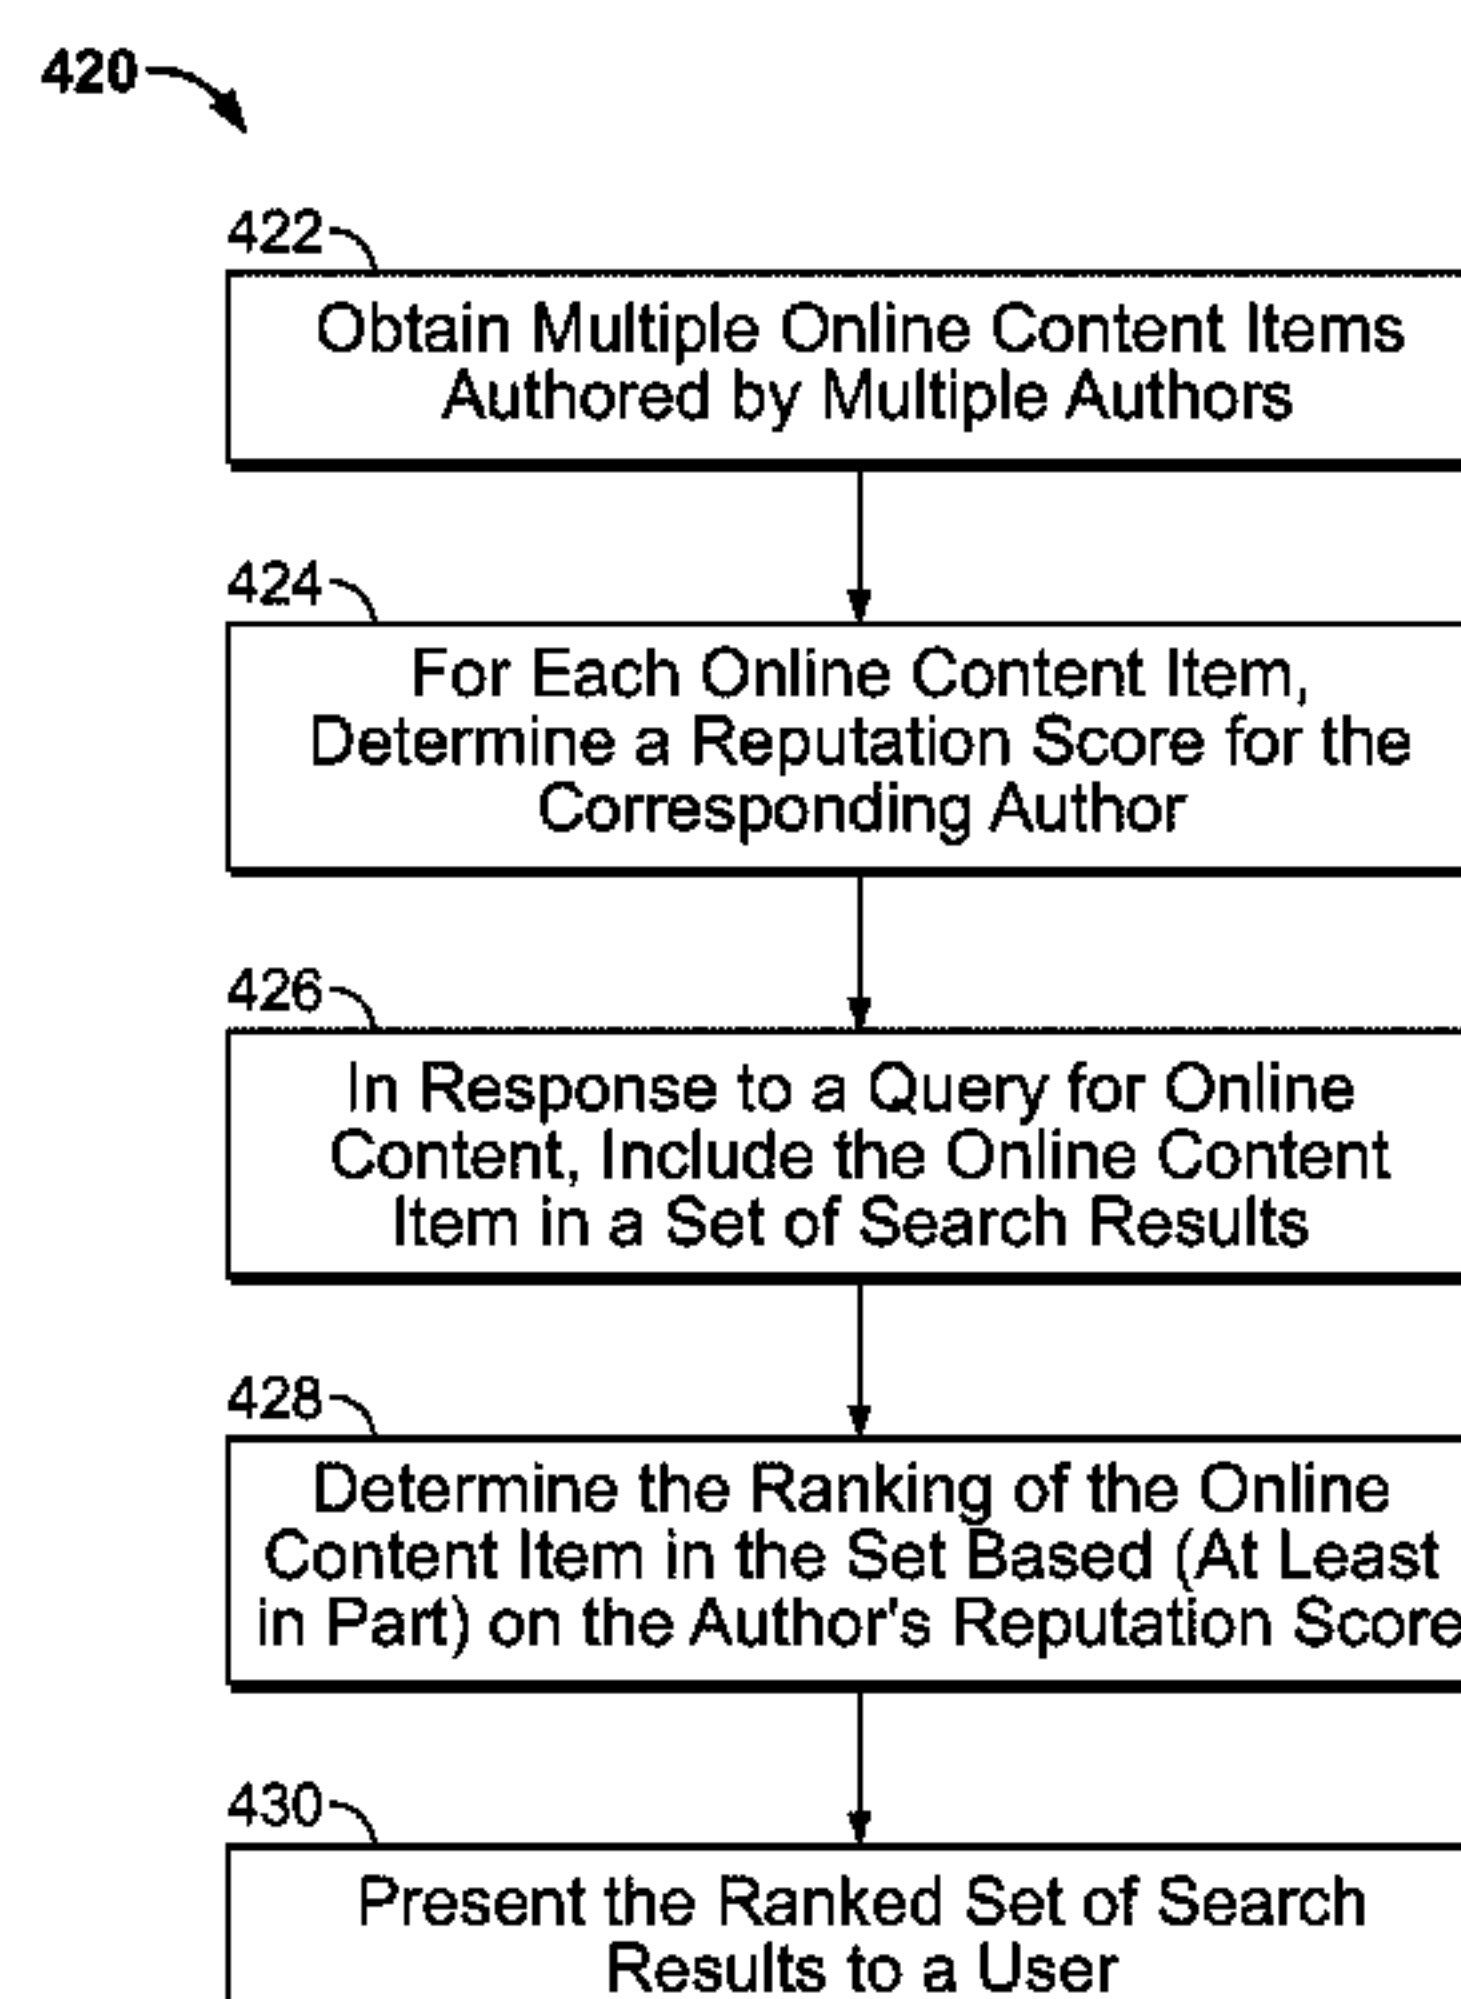 420
422
Obtain Multiple Online Content Items
Authored by Multiple Authors
424
For Each Online Content Item,
Determine a Reputation Score for the
Corresponding Author
426
In Response to a Query for Online
Content, Include the Online Content
Item in a Set of Search Results
428
Determine the Ranking of the Online
Content Item in the Set Based (At Least
in Part) on the Author's Reputation Score
430
Present the Ranked Set of Search
Results to a User